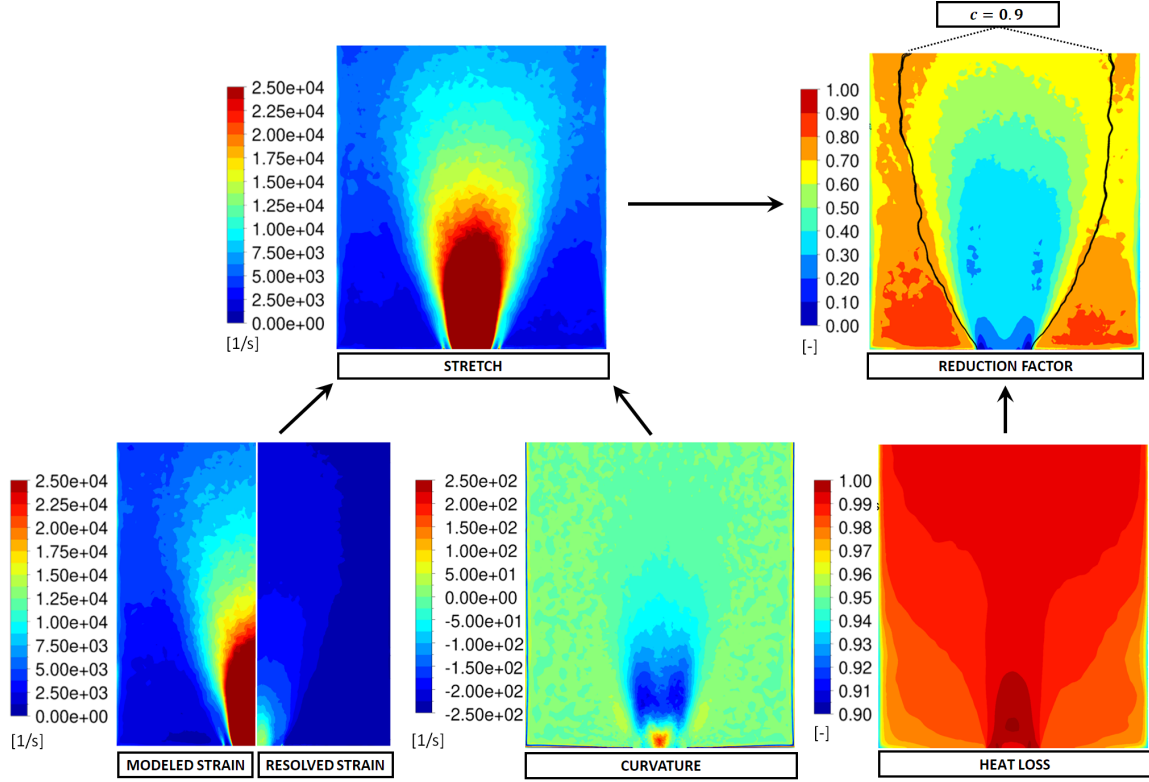 c = 0.9
2.50e+04
2.00e+04
1.75e+04
1.50e+04
1.25e+04
1.00e+04
7.50e+03
5.00e+03
2.50e+03
0.00e+00
[1/s]
STRETCH
1.00
0.90
0.80
0.70
0.60
0.50
0.40
0.30
0.20
0.10
0.00
[-]
REDUCTION FACTOR
2.50e+04
2.00e+04
1.75e+04
1.50e+04
1.25e+04
1.00e+04
7.50e+03
5.00e+03
2.50e+03
0.00e+00
[1/s]
MODELED STRAIN
RESOLVED STRAIN
2.50e+02
2.00e+02
1.50e+02
1.00e+02
5.00e+01
0.00e+00
-5.00e+01
-1.00e+02
-1.50e+02
-2.00e+02
-2.50e+02
[1/s]
CURVATURE
1.00
0.99
0.98
0.97
0.96
0.95
0.94
0.93
0.92
0.91
0.90
[-]
HEAT LOSS